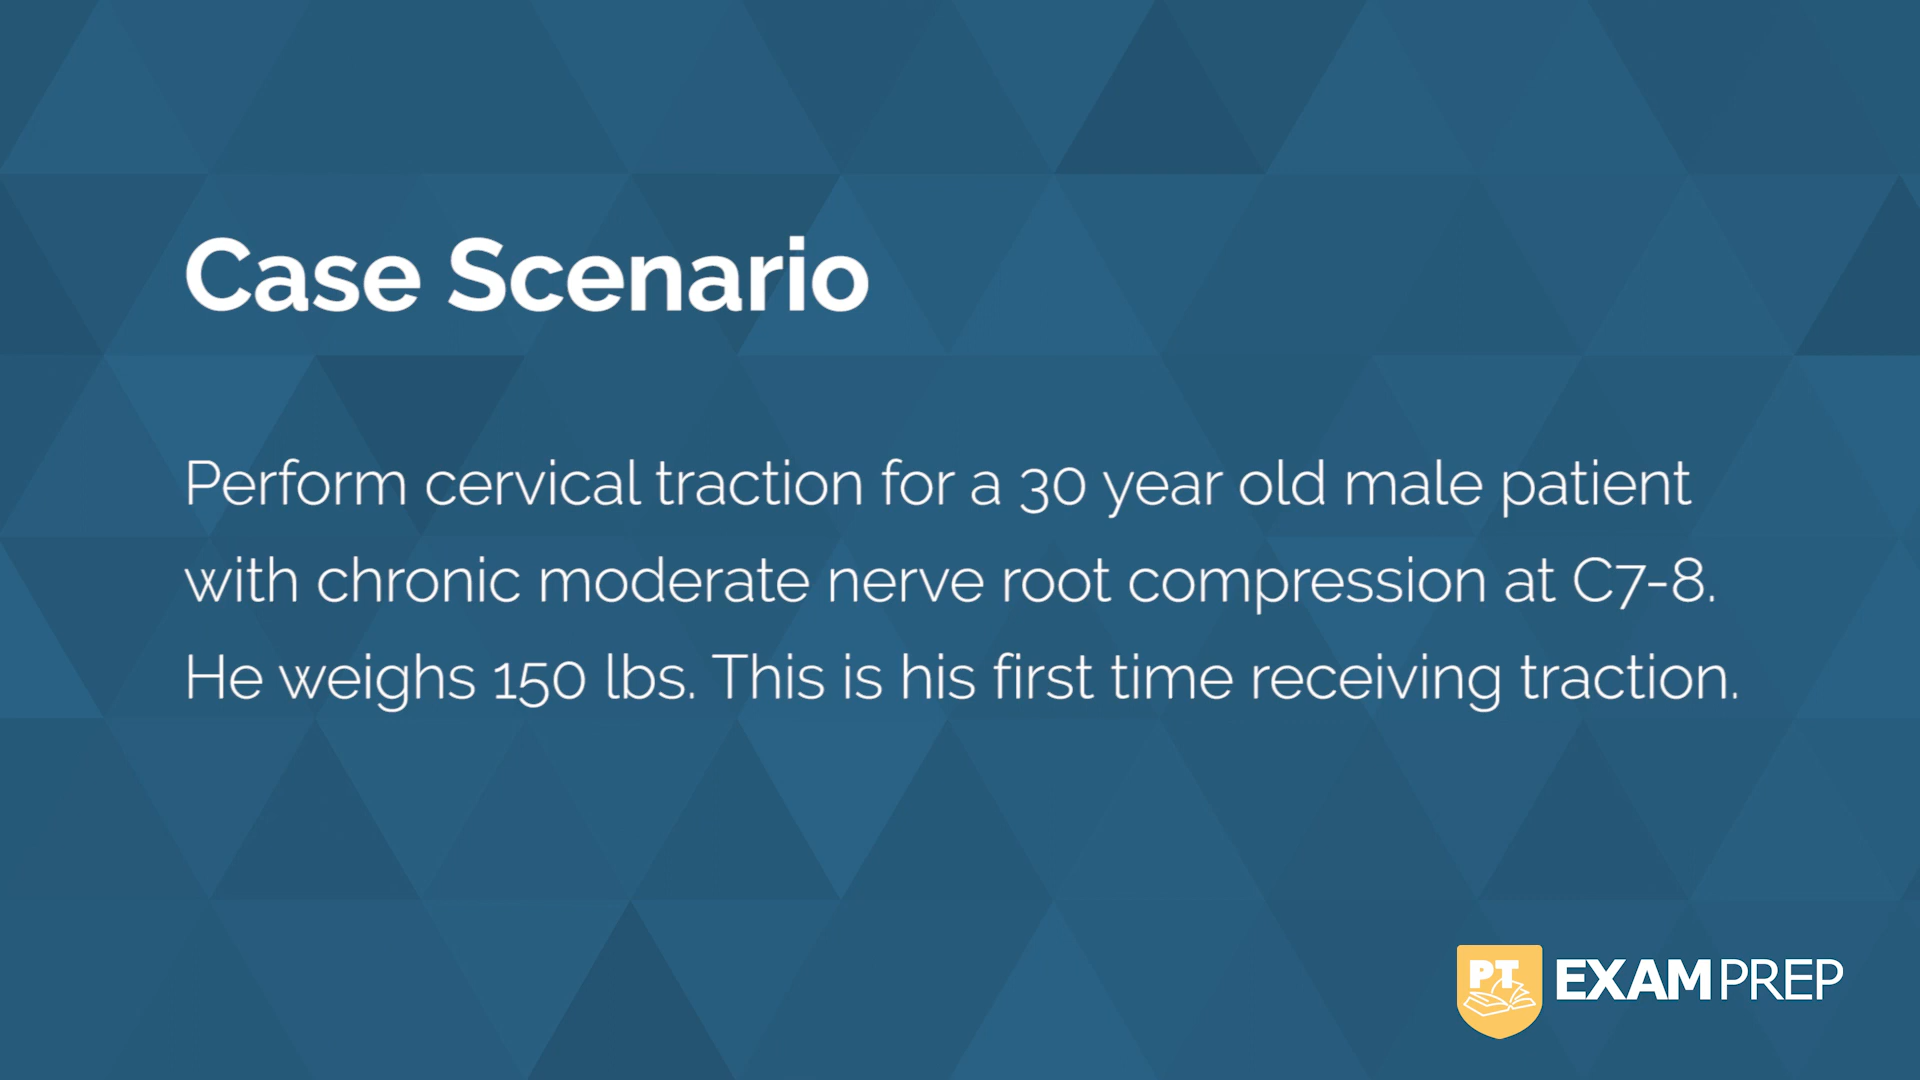 Case Scenario
Perform cervical traction for a 30 year old male patient
with chronic moderate nerve root compression at C7-8.
He weighs 150 lbs. This is his first time receiving traction.
PT EXAMPREP